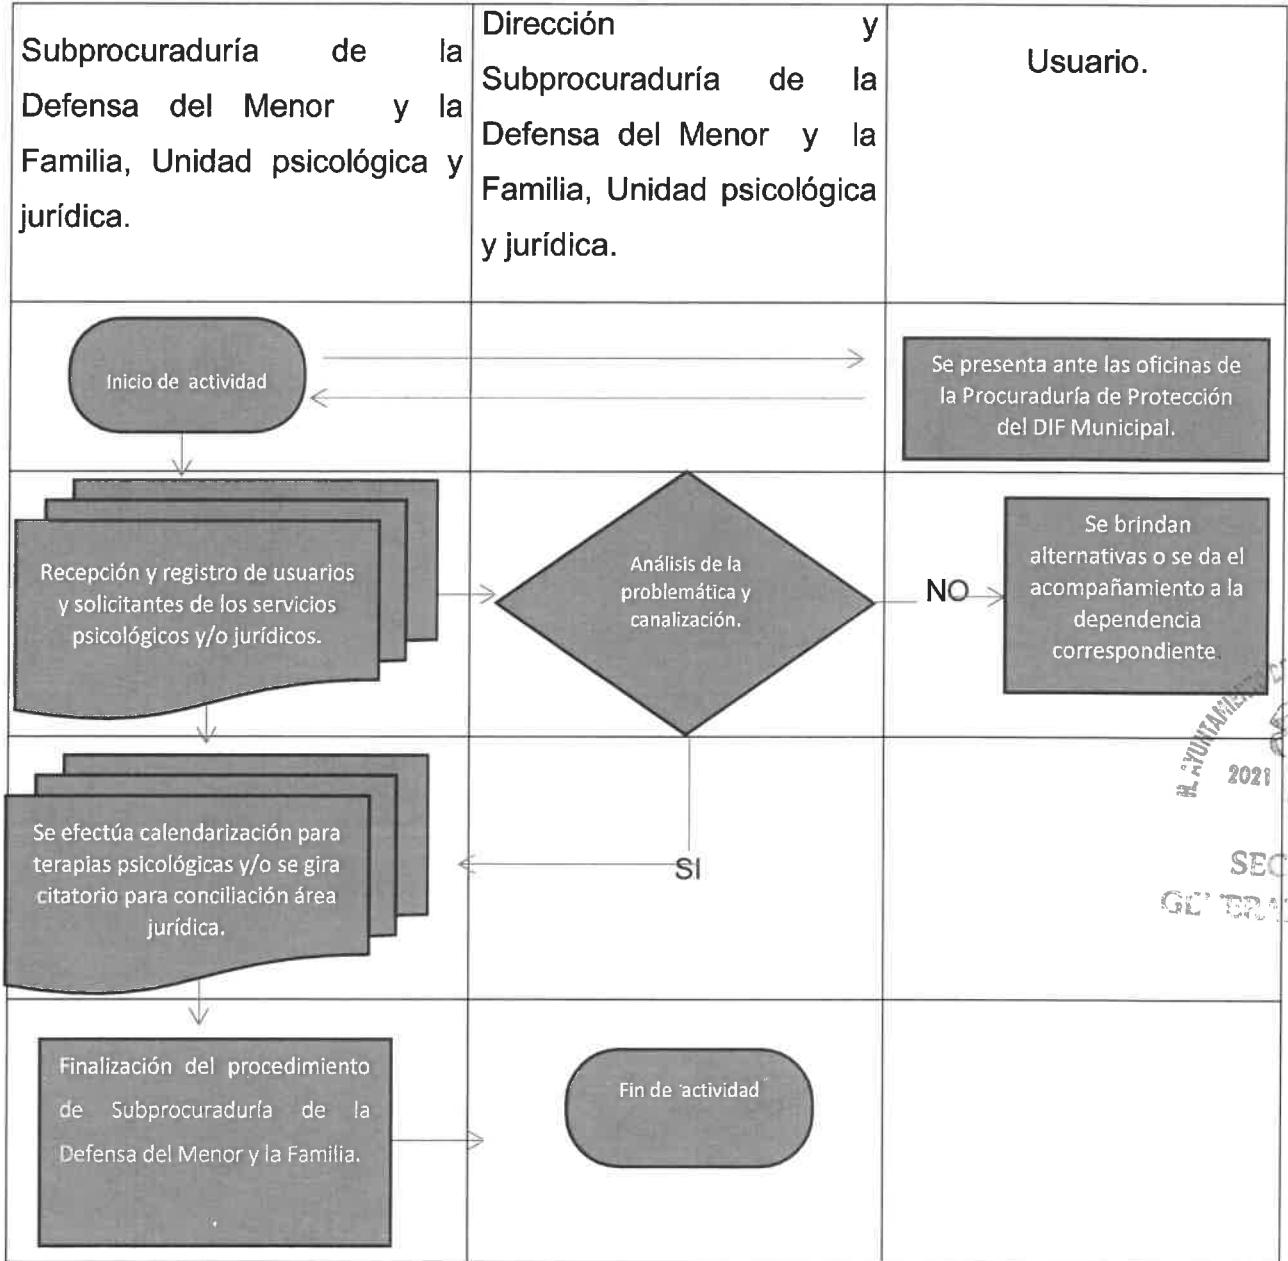 Subprocuraduría de la
Defensa del Menor y la
Familia, Unidad psicológica y
jurídica.
Dirección y
Subprocuraduría de la
Defensa del Menor y la
Familia, Unidad psicológica
y jurídica.
Usuario.
Inicio de actividad
Se presenta ante las oficinas de
la Procuraduría de Protección
del DIF Municipal.
Recepción y registro de usuarios
y solicitantes de los servicios
psicológicos y/o jurídicos.
Análisis de la
problemática y
canalización.
NO
Se brindan
alternativas o se da el
acompañamiento a la
dependencia
correspondiente.
H. AYUNTAMIENTO
2021
SEC
Se efectúa calendarización para
terapias psicológicas y/o se gira
citatorio para conciliación área
jurídica.
SI
Finalización del procedimiento
de Subprocuraduría de la
Defensa del Menor y la Familia.
.
Fin de actividad